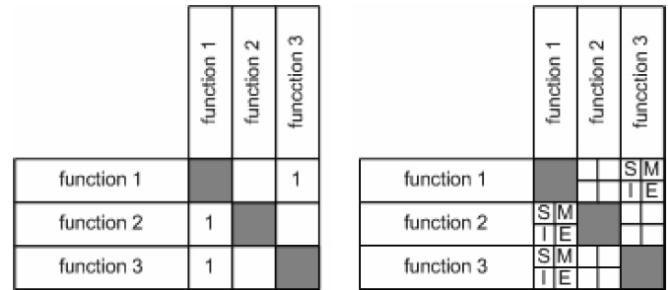 function 1 function 2 funcction 3 function 1 function 2 funcction 3
function 1 1 function 1 S M
I E
function 2 1 function 2 S M
I E
function 3 1 function 3 S M
I E